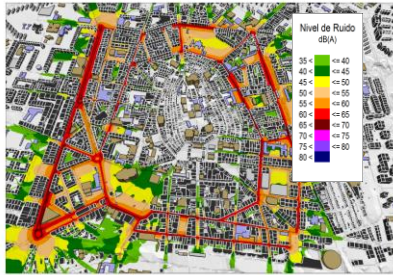 Nivel de Ruido
dB(A)
35 < <= 40
40 < <= 45
45 < <= 50
50 < <= 55
55 < <= 60
60 < <= 65
65 < <= 70
70 < <= 75
75 < <= 80
80 <